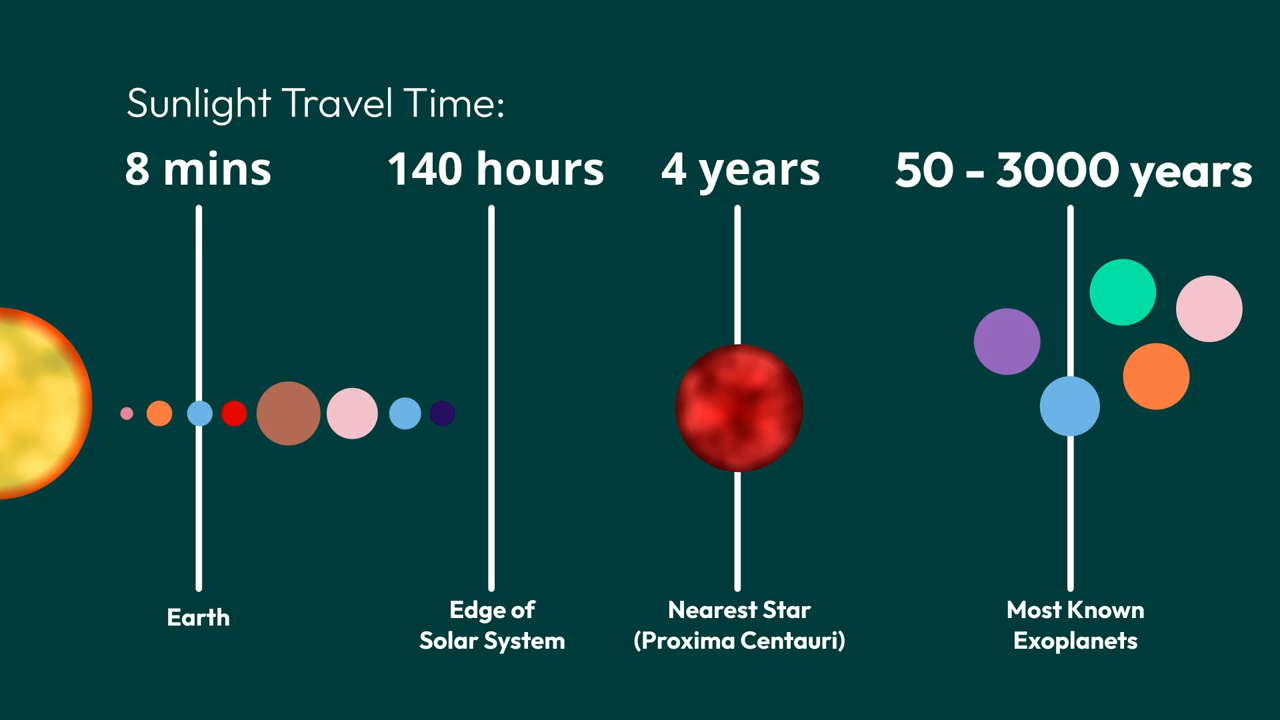 Sunlight Travel Time:
8 mins
140 hours
4 years
50 - 3000 years
Earth
Edge of
Solar System
Nearest Star
(Proxima Centauri)
Most Known
Exoplanets